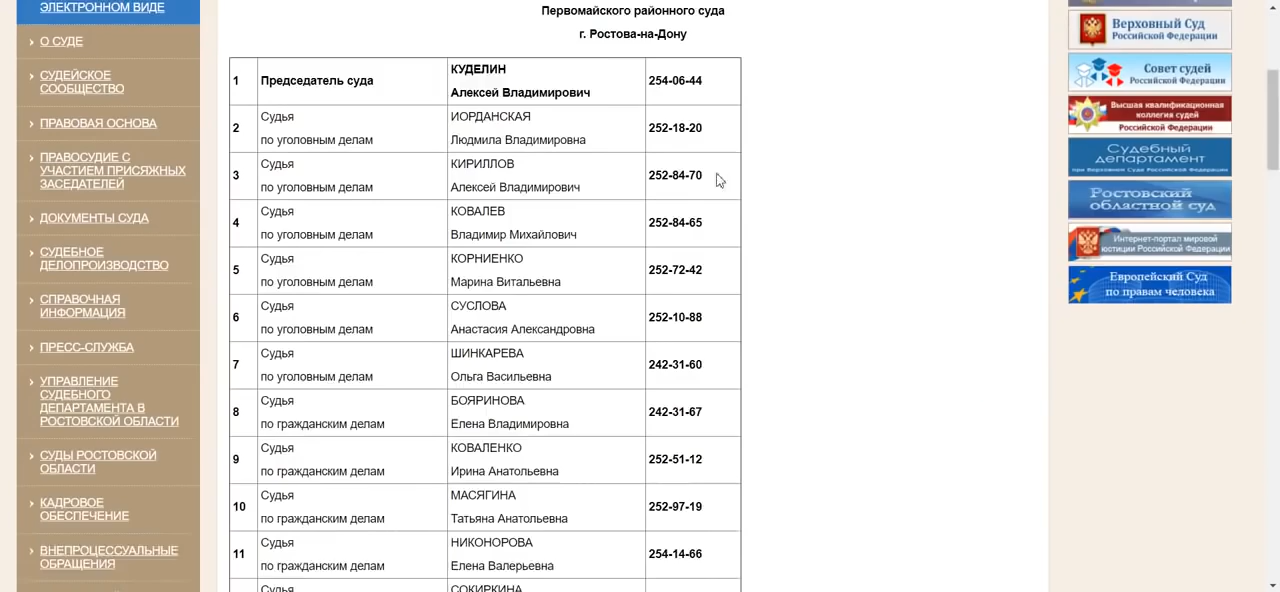 ЭЛЕКТРОННОМ ВИДЕ
О СУДЕ
СУДЕЙСКОЕ
СООБЩЕСТВО
ПРАВОВАЯ ОСНОВА
ПРАВОСУДИЕ С
УЧАСТИЕМ ПРИСЯЖНЫХ
ЗАСЕДАТЕЛЕЙ
ДОКУМЕНТЫ СУДА
СУДЕБНОЕ
ДЕЛОПРОИЗВОДСТВО
СПРАВОЧНАЯ
ИНФОРМАЦИЯ
ПРЕСС-СЛУЖБА
УПРАВЛЕНИЕ
СУДЕБНОГО
ДЕПАРТАМЕНТА В
РОСТОВСКОЙ ОБЛАСТИ
СУДЫ РОСТОВСКОЙ
ОБЛАСТИ
КАДРОВОЕ
ОБЕСПЕЧЕНИЕ
ВНЕПРОЦЕССУАЛЬНЫЕ
ОБРАЩЕНИЯ
Первомайского районного суда
г. Ростова-на-Дону
1 Председатель суда КУДЕЛИН 254-06-44
Алексей Владимирович
2 Судья ИОРДАНСКАЯ 252-18-20
по уголовным делам Людмила Владимировна
3 Судья КИРИЛЛОВ 252-84-70
по уголовным делам Алексей Владимирович
4 Судья КОВАЛЕВ 252-84-65
по уголовным делам Владимир Михайлович
5 Судья КОРНИЕНКО 252-72-42
по уголовным делам Марина Витальевна
6 Судья СУСЛОВА 252-10-88
по уголовным делам Анастасия Александровна
7 Судья ШИНКАРЕВА 242-31-60
по уголовным делам Ольга Васильевна
8 Судья БОЯРИНОВА 242-31-67
по гражданским делам Елена Владимировна
9 Судья КОВАЛЕНКО 252-51-12
по гражданским делам Ирина Анатольевна
10 Судья МАСЯГИНА 252-97-19
по гражданским делам Татьяна Анатольевна
11 Судья НИКОНОРОВА 254-14-66
по гражданским делам Елена Валерьевна
Судья СОКИРКИНА
Верховный Суд
Российской Федерации
Совет судей
Российской Федерации
Высшая квалификационная
коллегия судей
Российской Федерации
Судебный
департамент
при Верховном Суде Российской Федерации
Ростовский
областной суд
Интернет-портал мировой
юстиции Российской Федерации
Европейский Суд
по правам человека